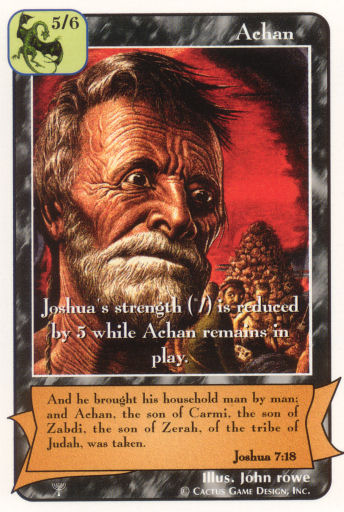 5/6
Achan
Joshua s strength (*/) is reduced
by 5 while Achan remains in
play.
And he brought his household man by man;
and Achan, the son of Carmi, the son of
Zabdi, the son of Zerah, of the tribe of
Judah, was taken.
Joshua 7:18
Illus. John rowe
© Cactus Game Design, Inc.